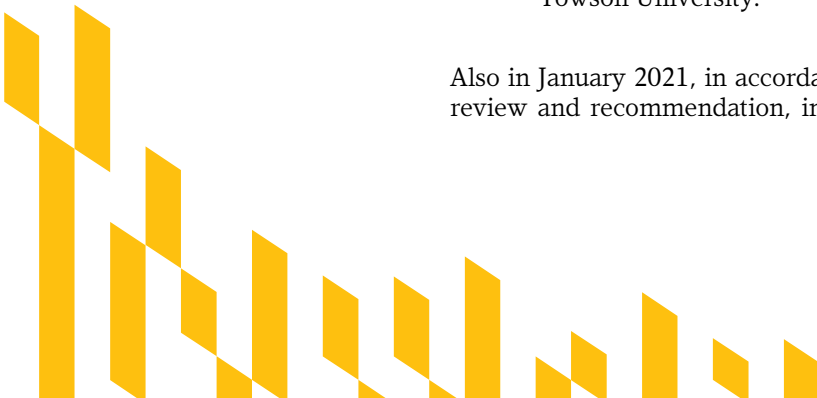 Towson University.
Also in January 2021, in accorda
review and recommendation, in